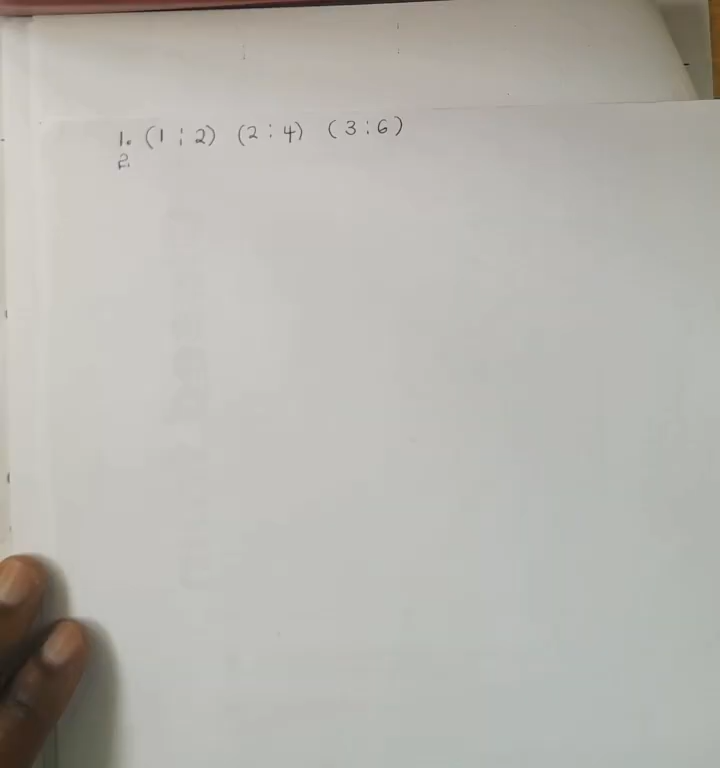 1. (1 : 2) (2 : 4) (3 : 6)
2.